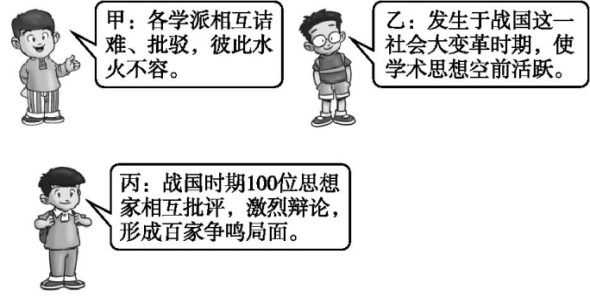 甲：各学派相互诘
难、批驳，彼此水
火不容。
乙：发生于战国这一
社会大变革时期，使
学术思想空前活跃。
丙：战国时期100位思想
家相互批评，激烈辩论，
形成百家争鸣局面。